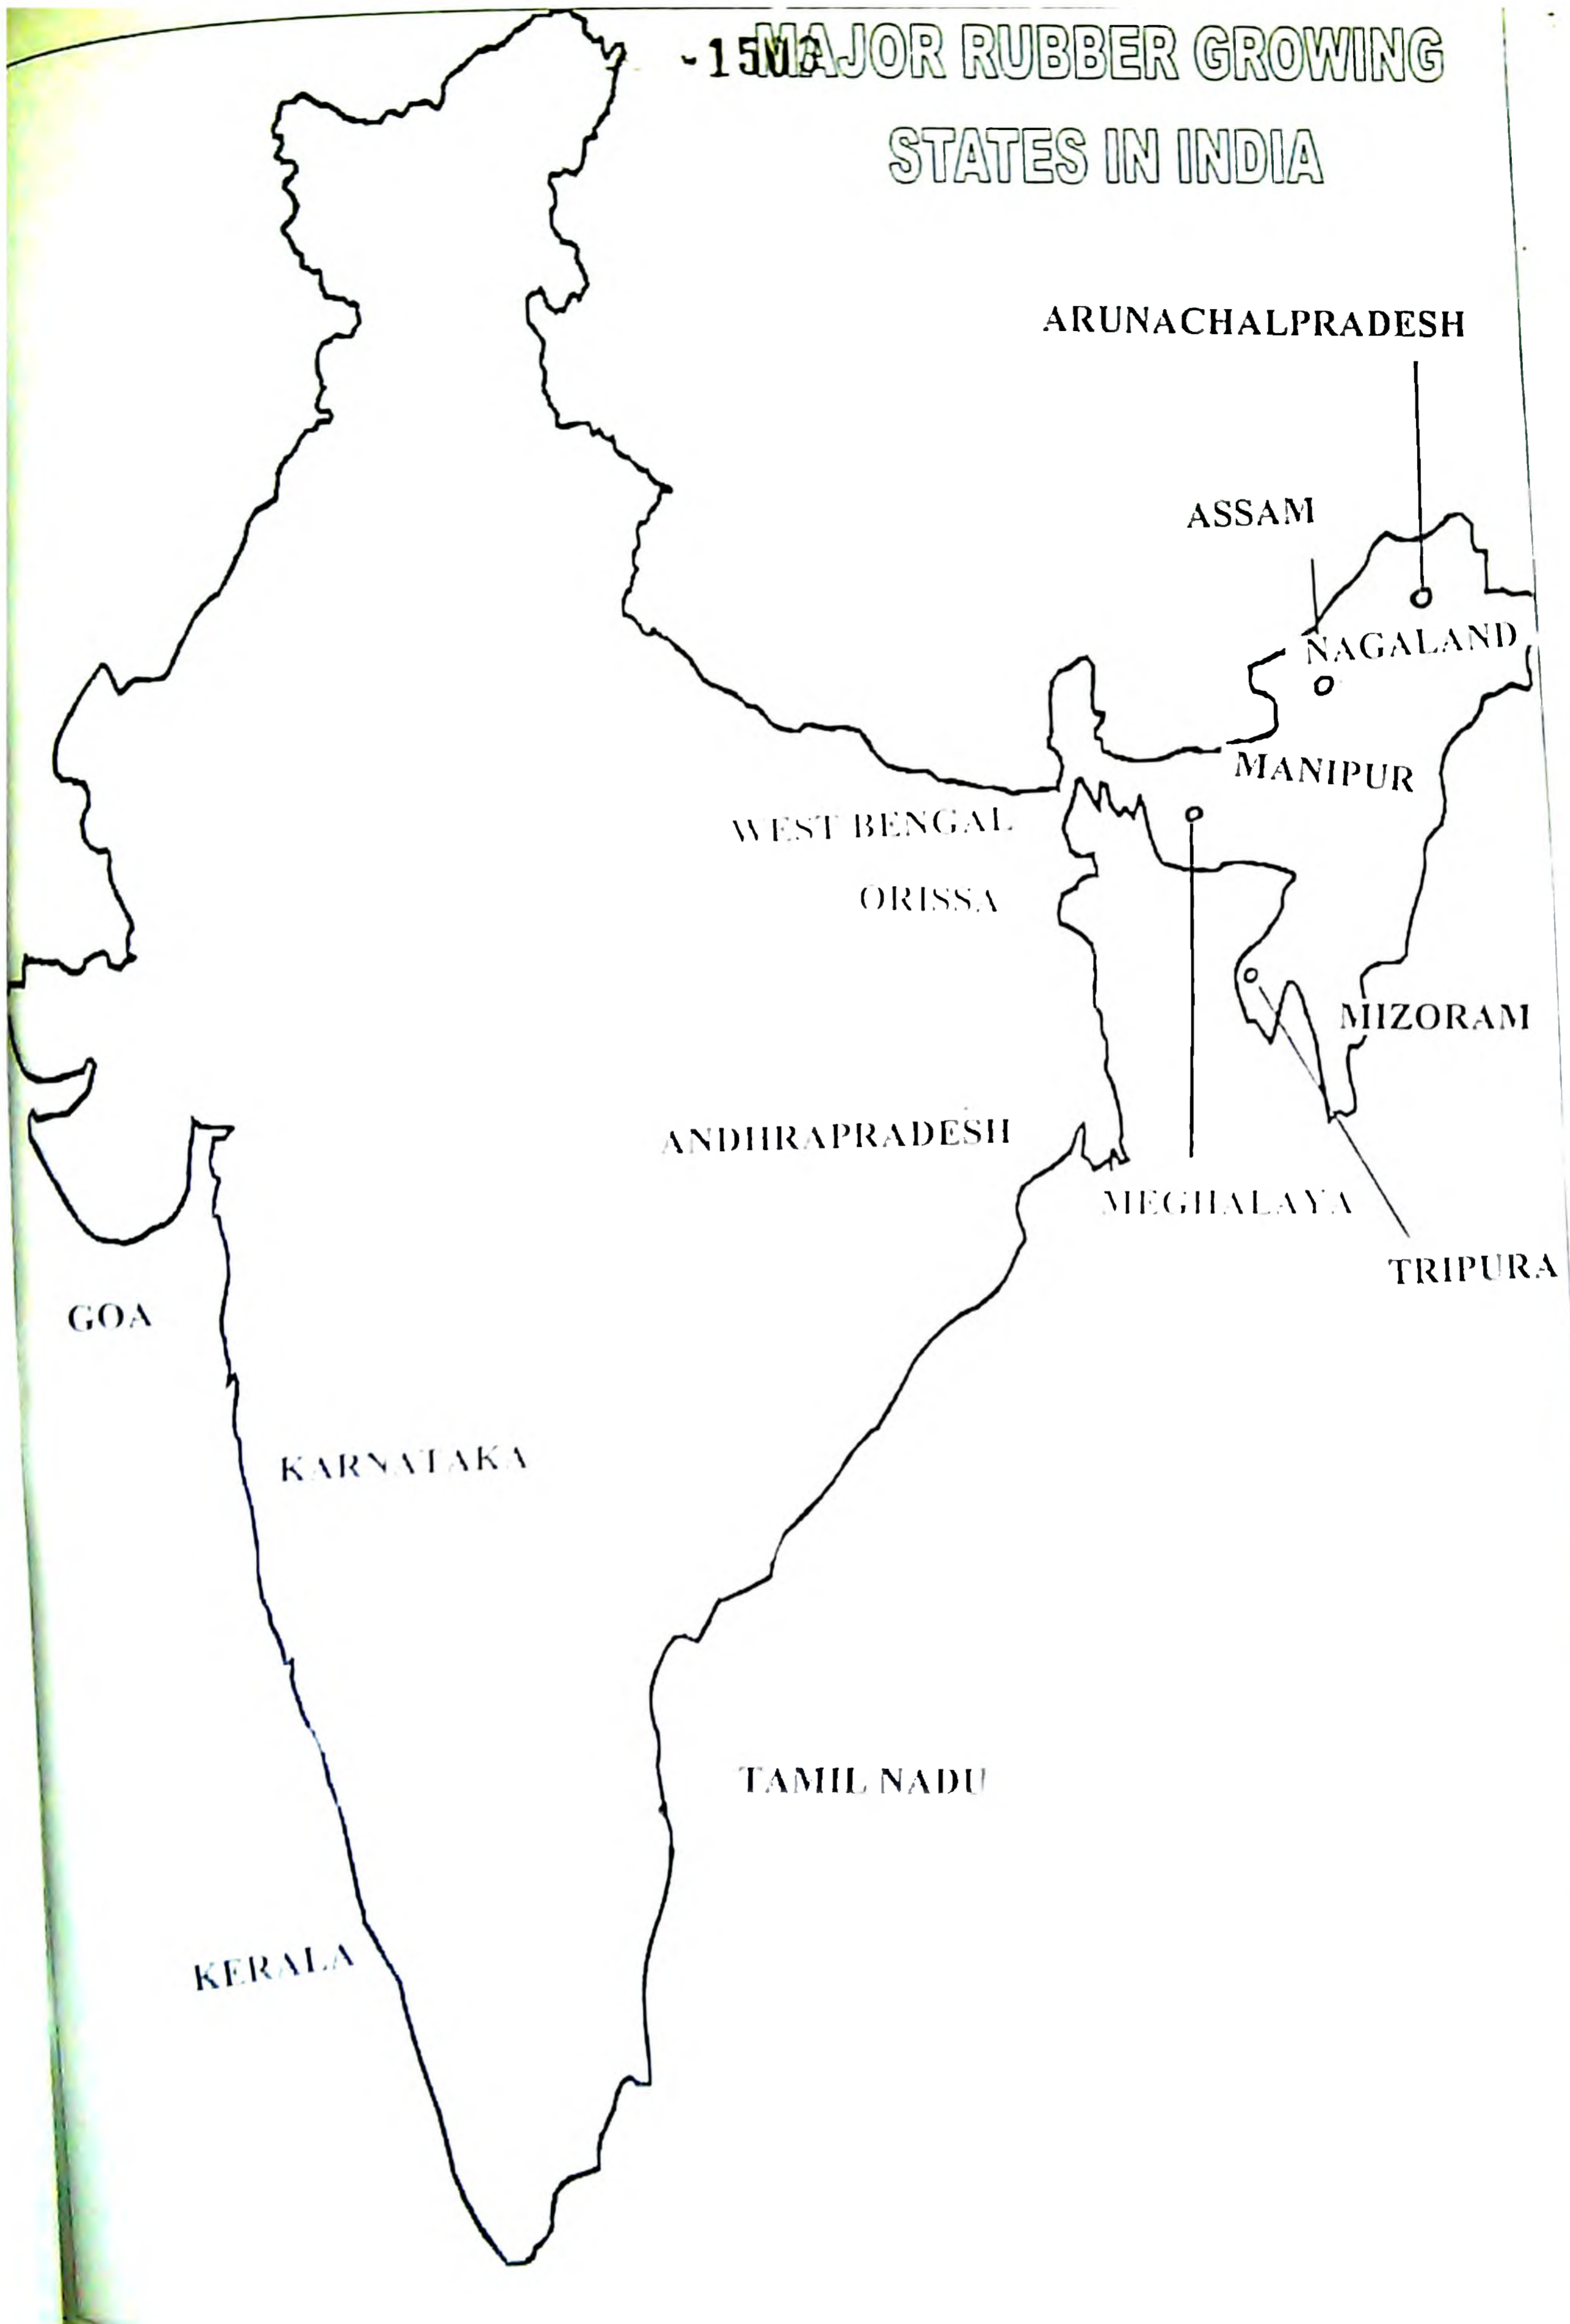 MAJOR RUBBER GROWING
STATES IN INDIA
ARUNACHALPRADESH
ASSAM
NAGALAND
MANIPUR
WEST BENGAL
ORISSA
MIZORAM
ANDHRAPRADESH
MEGHALAYA
TRIPURA
GOA
KARNATAKA
TAMIL NADU
KERALA